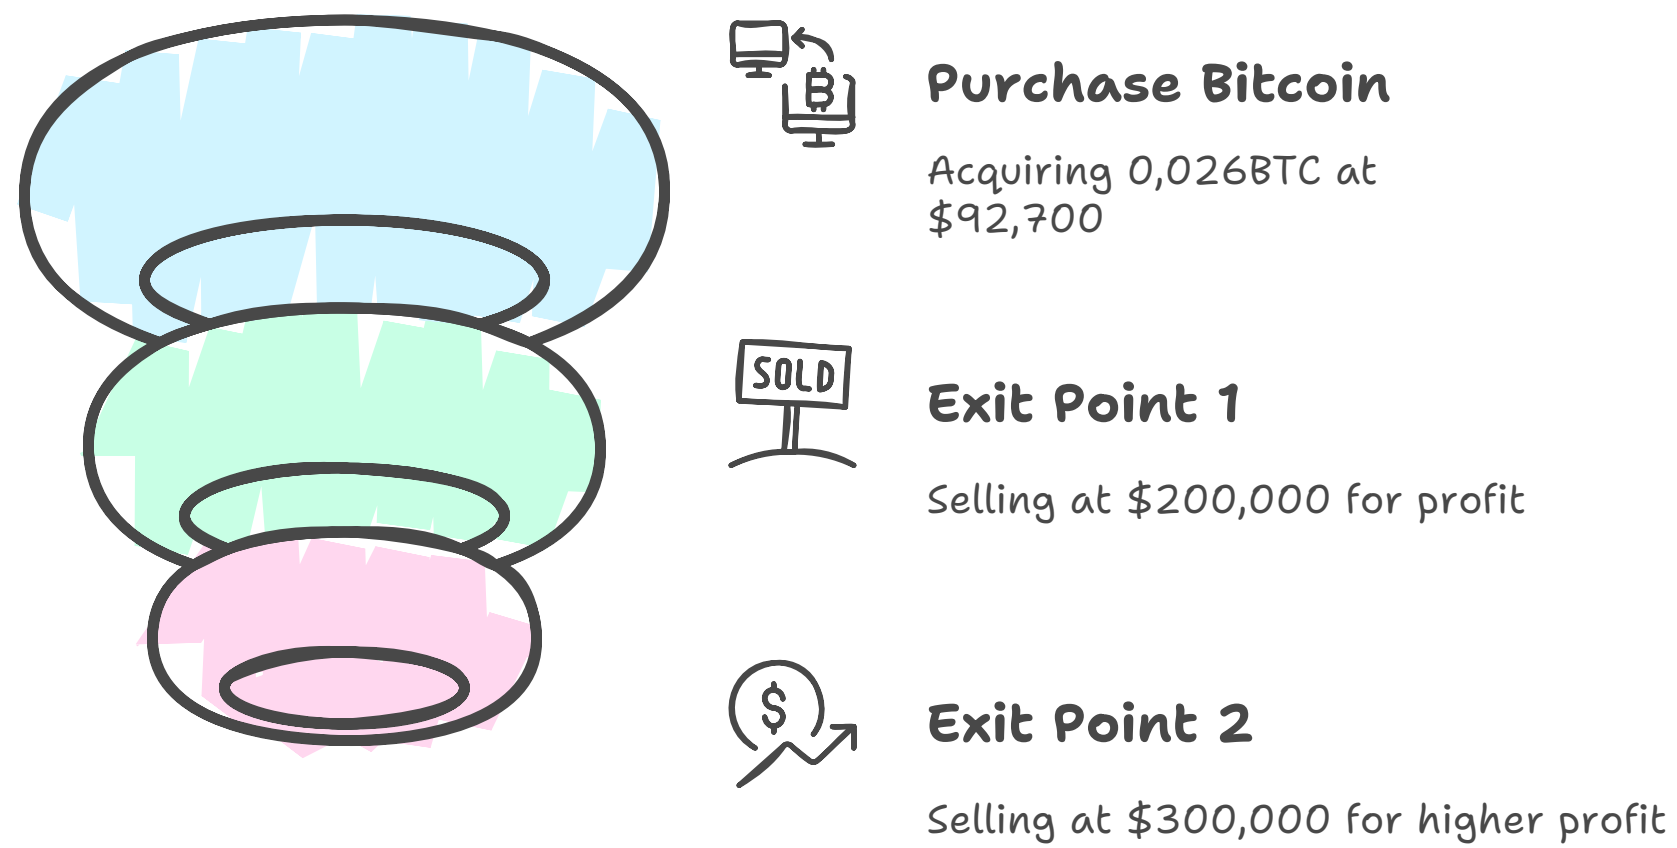 Purchase Bitcoin
Acquiring 0,026BTC at
$92,700
SOLD
Exit Point 1
Selling at $200,000 for profit
$
Exit Point 2
Selling at $300,000 for higher profit